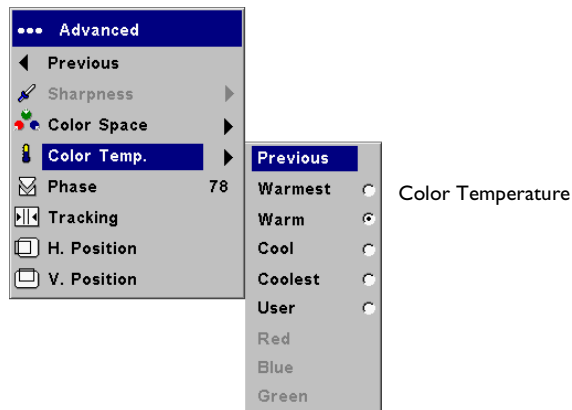 Advanced
Previous
Sharpness
Color Space
Color Temp.
Phase 78
Tracking
H. Position
V. Position
Previous
Warmest
Warm
Cool
Coolest
User
Red
Blue
Green
Color Temperature